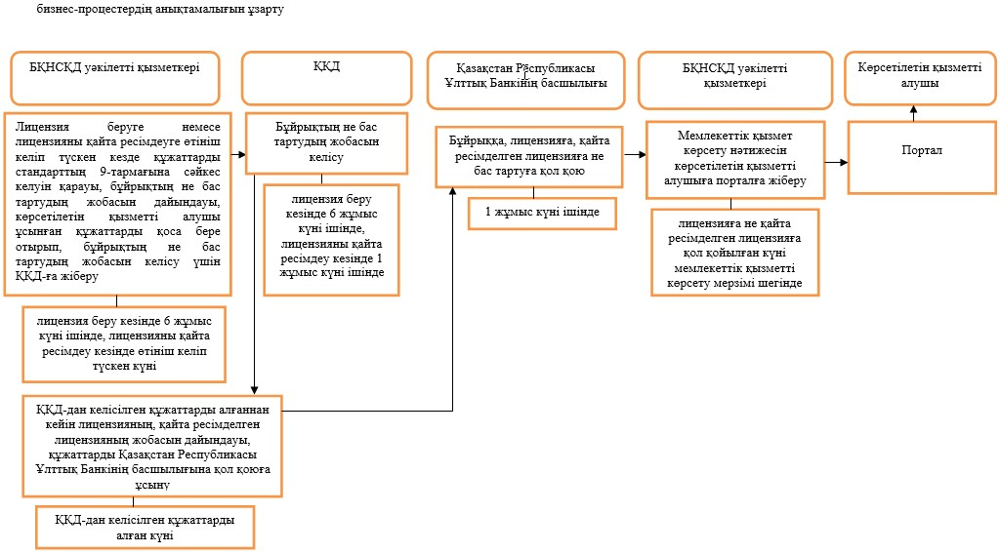 бизнес-процестердің анықтамалығын ұзарту
БҚНСҚД уәкілетті қызметкері
ҚҚД
Қазақстан Республикасы
Ұлттық Банкінің басшылығы
БҚНСҚД уәкілетті
қызметкері
Көрсетілетін қызметті
алушы
Лицензия беруге немесе
лицензияны қайта ресімдеуге өтініш
келіп түскен кезде құжаттарды
стандарттың 9-тармағына сәйкес
келуін қарауы, бұйрықтың не бас
тартудың жобасын дайындауы,
көрсетілетін қызметті алушы
ұсынған құжаттарды қоса бере
отырып, бұйрықтың не бас
тартудың жобасын келісу үшін
ҚҚД-ға жіберу
лицензия беру кезінде 6 жұмыс
күні ішінде, лицензияны қайта
ресімдеу кезінде өтініш келіп
түскен күні
Бұйрықтың не бас
тартудың жобасын
келісу
лицензия беру
кезінде 6 жұмыс
күні ішінде,
лицензияны қайта
ресімдеу кезінде 1
жұмыс күні ішінде
ҚҚД-дан келісілген құжаттарды алғаннан
кейін лицензияның, қайта ресімделген
лицензияның жобасын дайындауы,
құжаттарды Қазақстан Республикасы
Ұлттық Банкінің басшылығына қол қоюға
ұсыну
ҚҚД-дан келісілген құжаттарды
алған күні
Бұйрыққа, лицензияға, қайта
ресімделген лицензияға не
бас тартуға қол қою
1 жұмыс күні ішінде
Мемлекеттік қызмет
көрсету нәтижесін
көрсетілетін қызметті
алушыға порталға жіберу
лицензияға не қайта
ресімделген лицензияға
қол қойылған күні
мемлекеттік қызметті
көрсету мерзімі шегінде
Портал